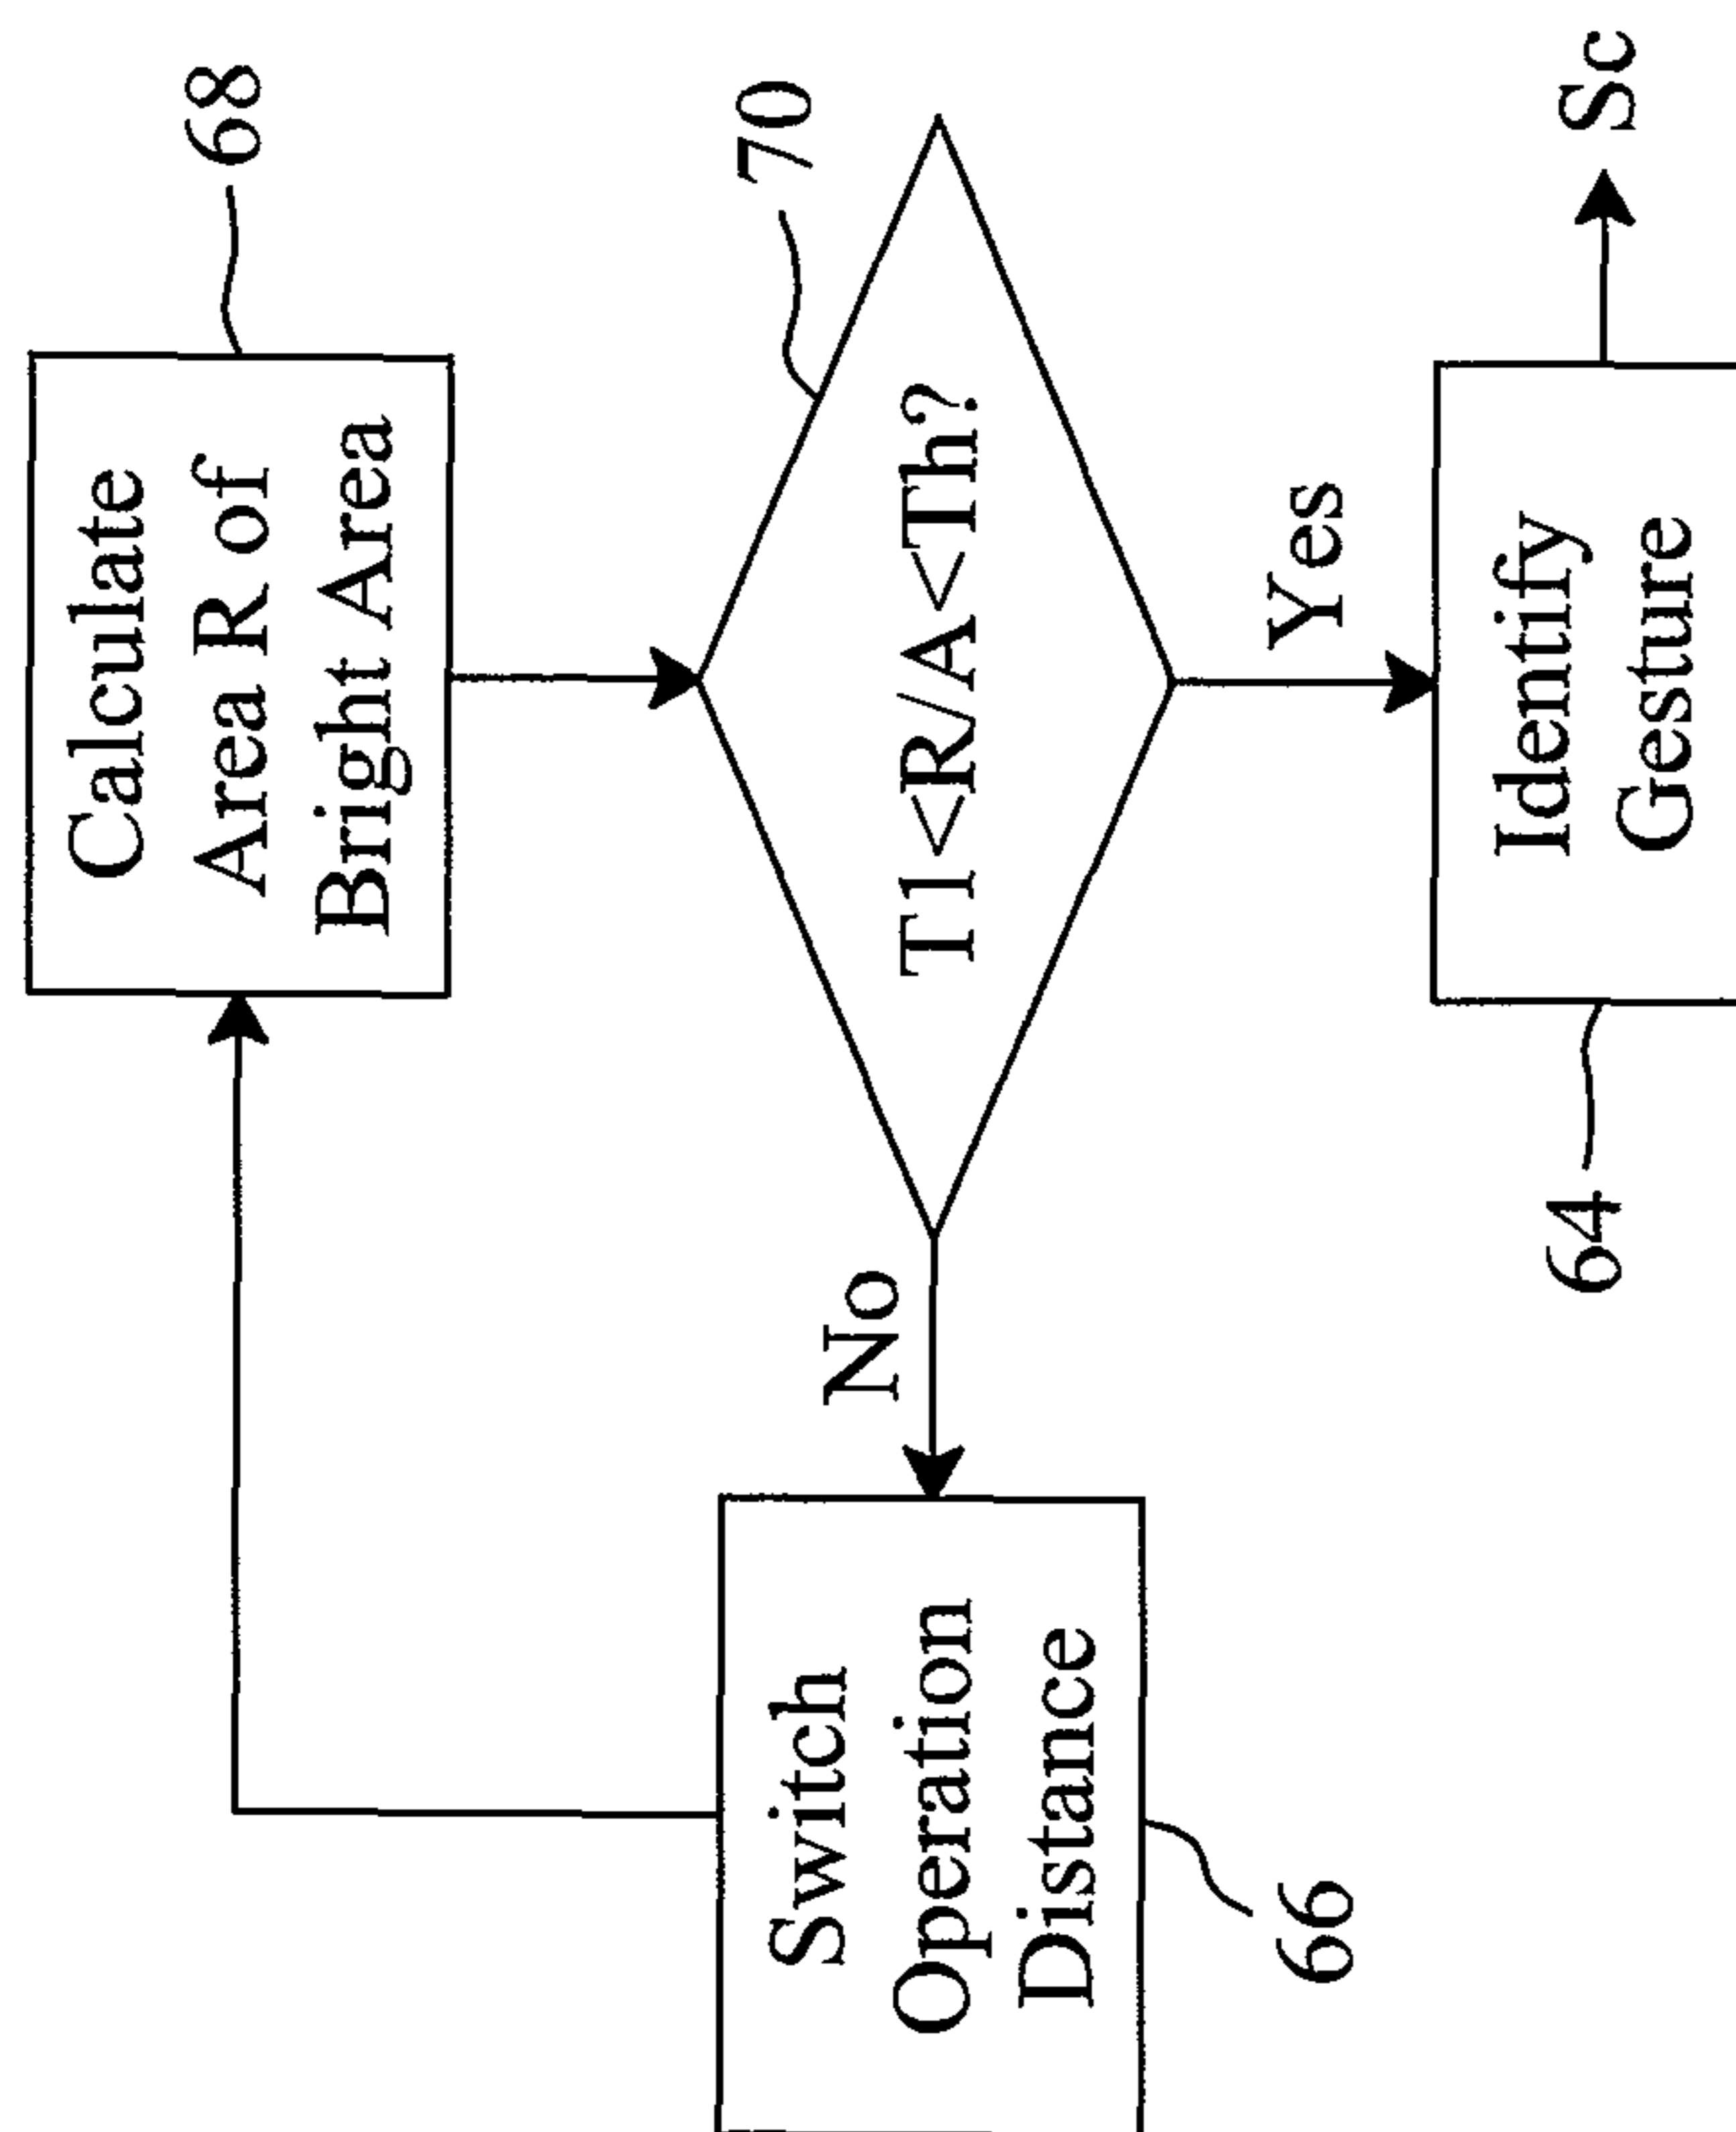 Calculate
Area R of
Bright Area
68
70
T1<R/A<Th?
No
Yes
Switch
Operation
Distance
66
Identify
Gesture
64
Sc